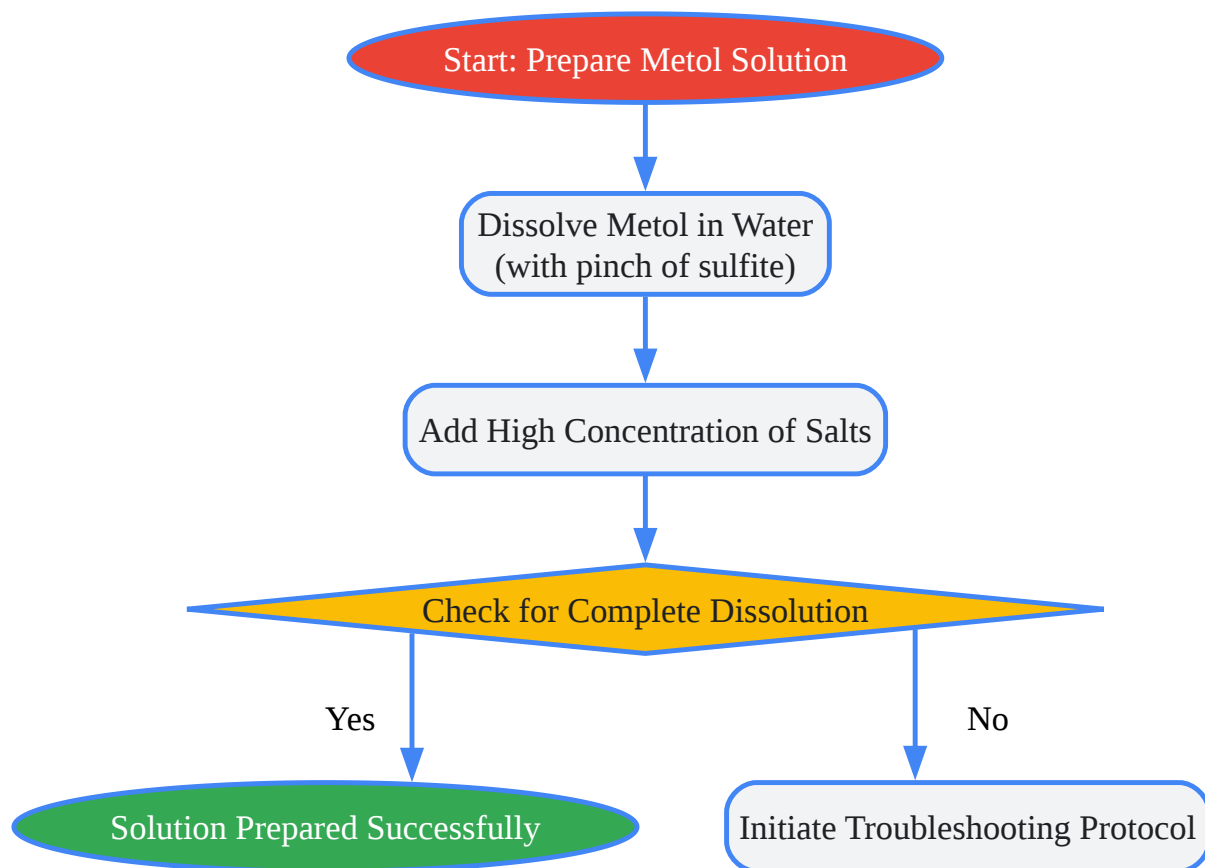 Start: Prepare Metol Solution
Dissolve Metol in Water
(with pinch of sulfite)
Add High Concentration of Salts
Check for Complete Dissolution
Yes
No
Solution Prepared Successfully
Initiate Troubleshooting Protocol